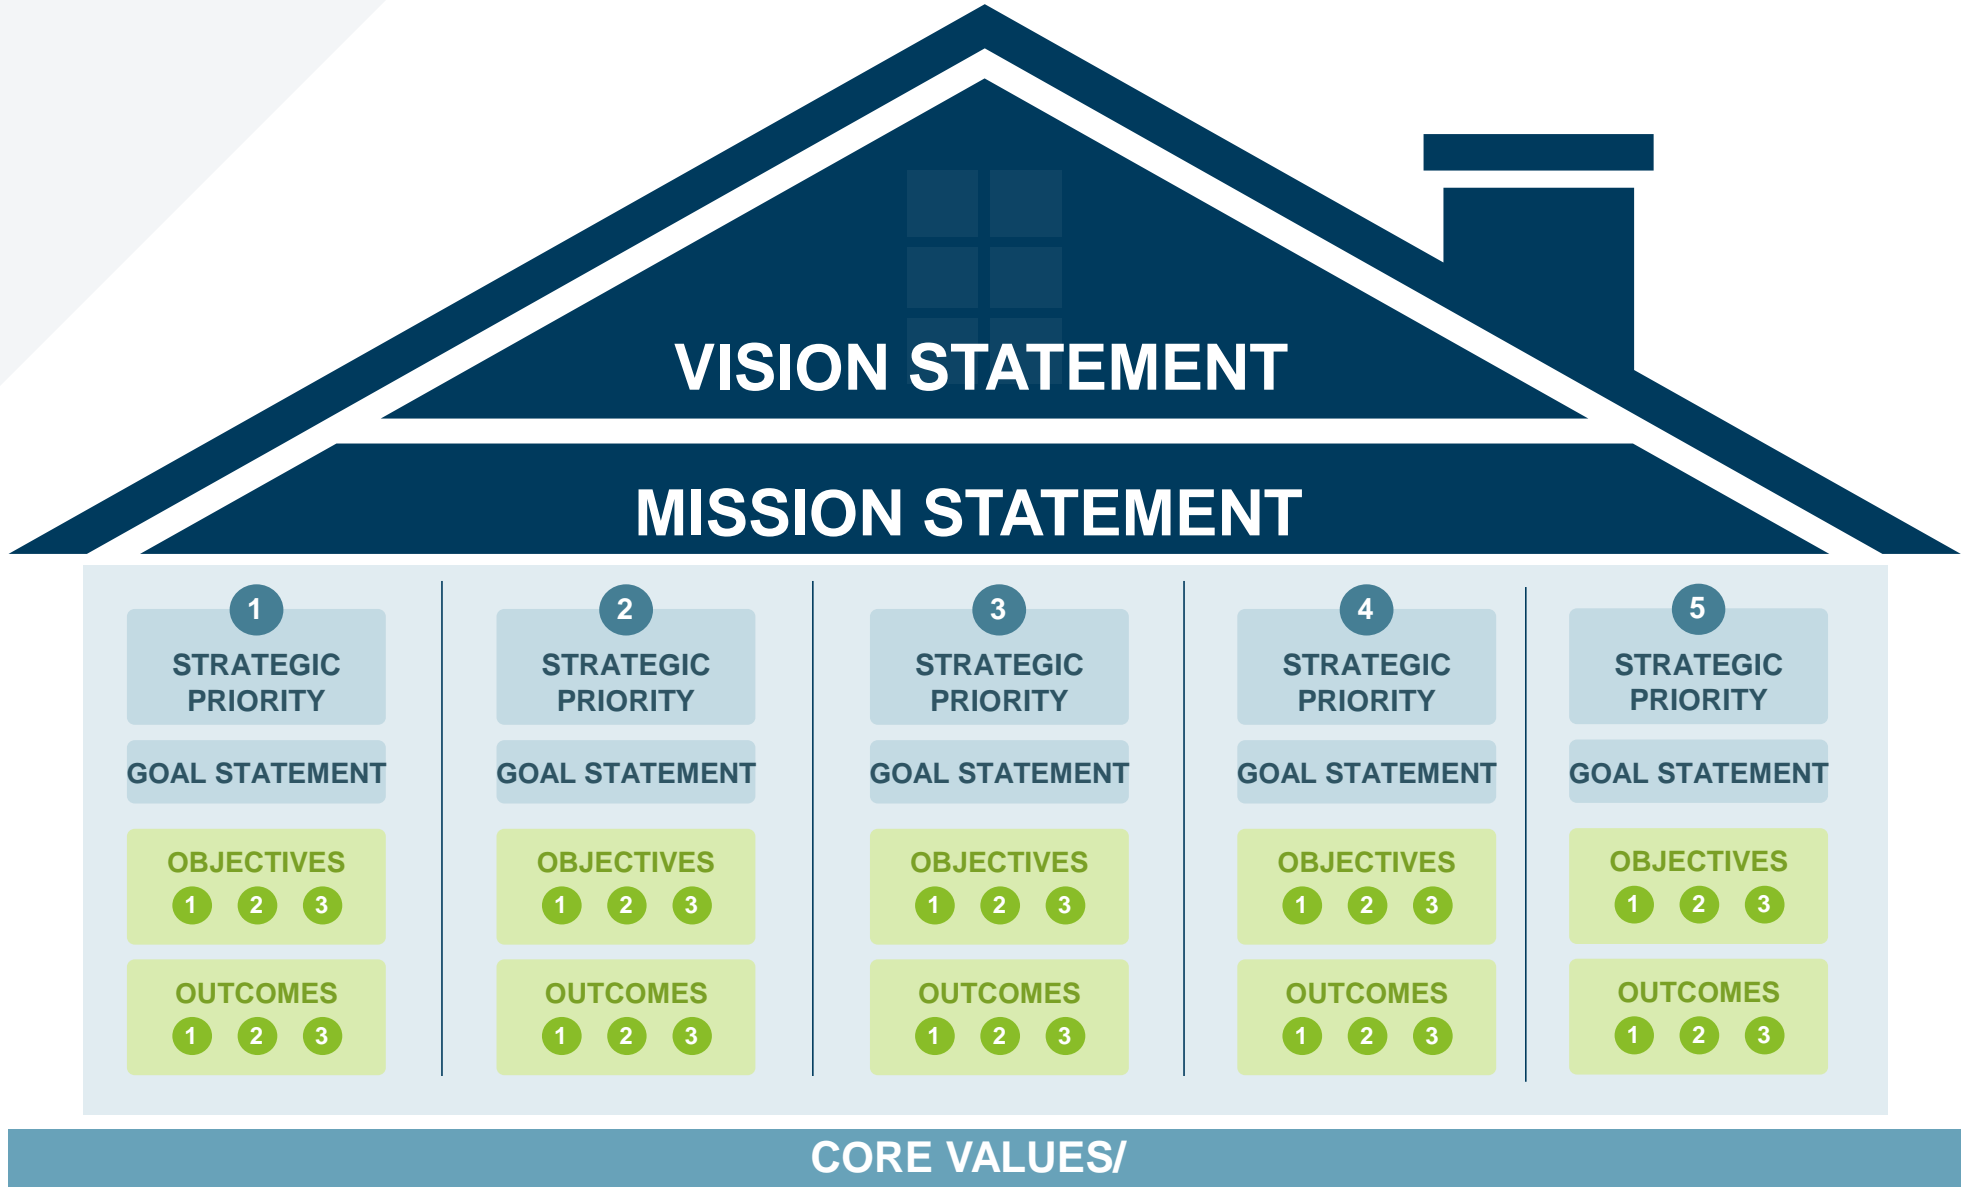 VISION STATEMENT
MISSION STATEMENT
1
STRATEGIC
PRIORITY
GOAL STATEMENT
OBJECTIVES
1 2 3
OUTCOMES
1 2 3
2
STRATEGIC
PRIORITY
GOAL STATEMENT
OBJECTIVES
1 2 3
OUTCOMES
1 2 3
3
STRATEGIC
PRIORITY
GOAL STATEMENT
OBJECTIVES
1 2 3
OUTCOMES
1 2 3
4
STRATEGIC
PRIORITY
GOAL STATEMENT
OBJECTIVES
1 2 3
OUTCOMES
1 2 3
5
STRATEGIC
PRIORITY
GOAL STATEMENT
OBJECTIVES
1 2 3
OUTCOMES
1 2 3
CORE VALUES/